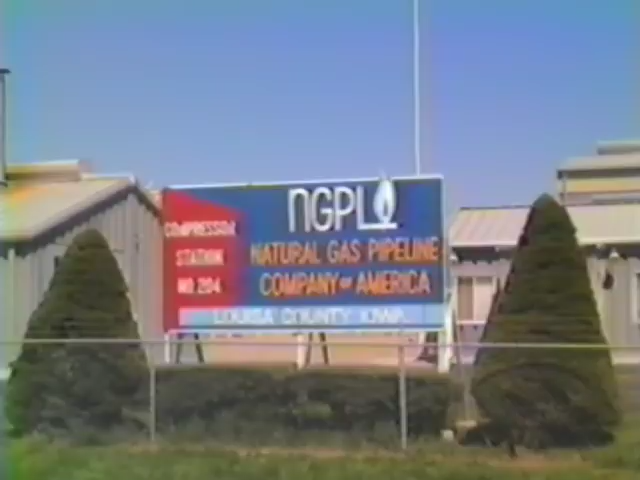 NGPL
COMPRESSOR
STATION
NO. 204
NATURAL GAS PIPELINE
COMPANY OF AMERICA
LOUISA COUNTY, IOWA